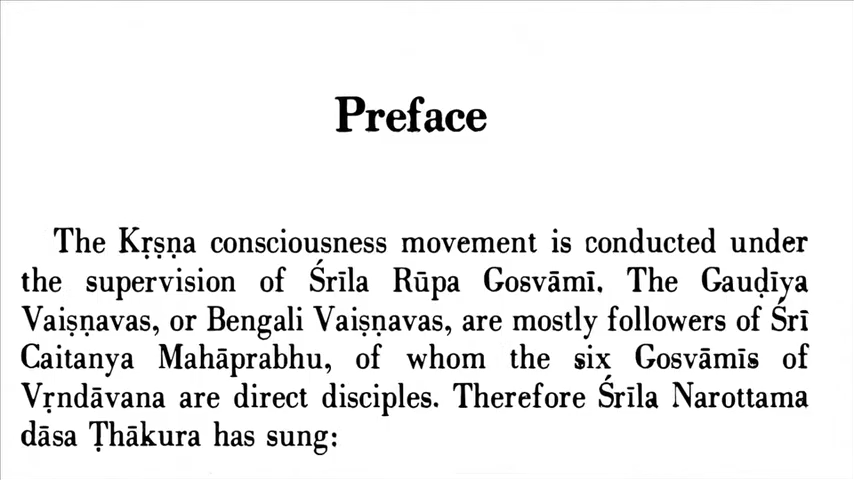 Preface
The Kṛṣṇa consciousness movement is conducted under
the supervision of Śrīla Rūpa Gosvāmī. The Gauḍīya
Vaiṣṇavas, or Bengali Vaiṣṇavas, are mostly followers of Śrī
Caitanya Mahāprabhu, of whom the six Gosvāmīs of
Vṛndāvana are direct disciples. Therefore Śrīla Narottama
dāsa Ṭhākura has sung: